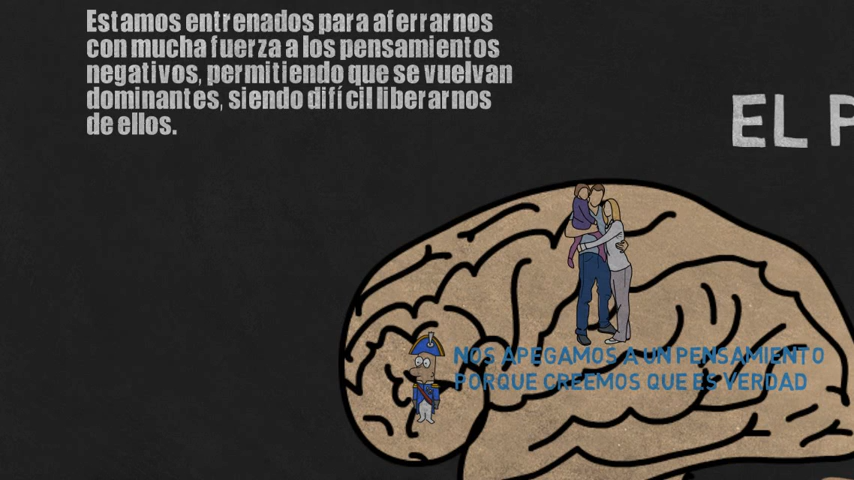 Estamos entrenados para aferrarnos
con mucha fuerza a los pensamientos
negativos, permitiendo que se vuelvan
dominantes, siendo difícil liberarnos
de ellos.
EL P
NOS APEGAMOS A UN PENSAMIENTO
PORQUE CREEMOS QUE ES VERDAD